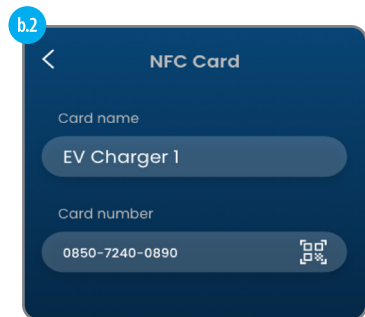 b.2
NFC Card
Card name
EV Charger 1
Card number
0850-7240-0890